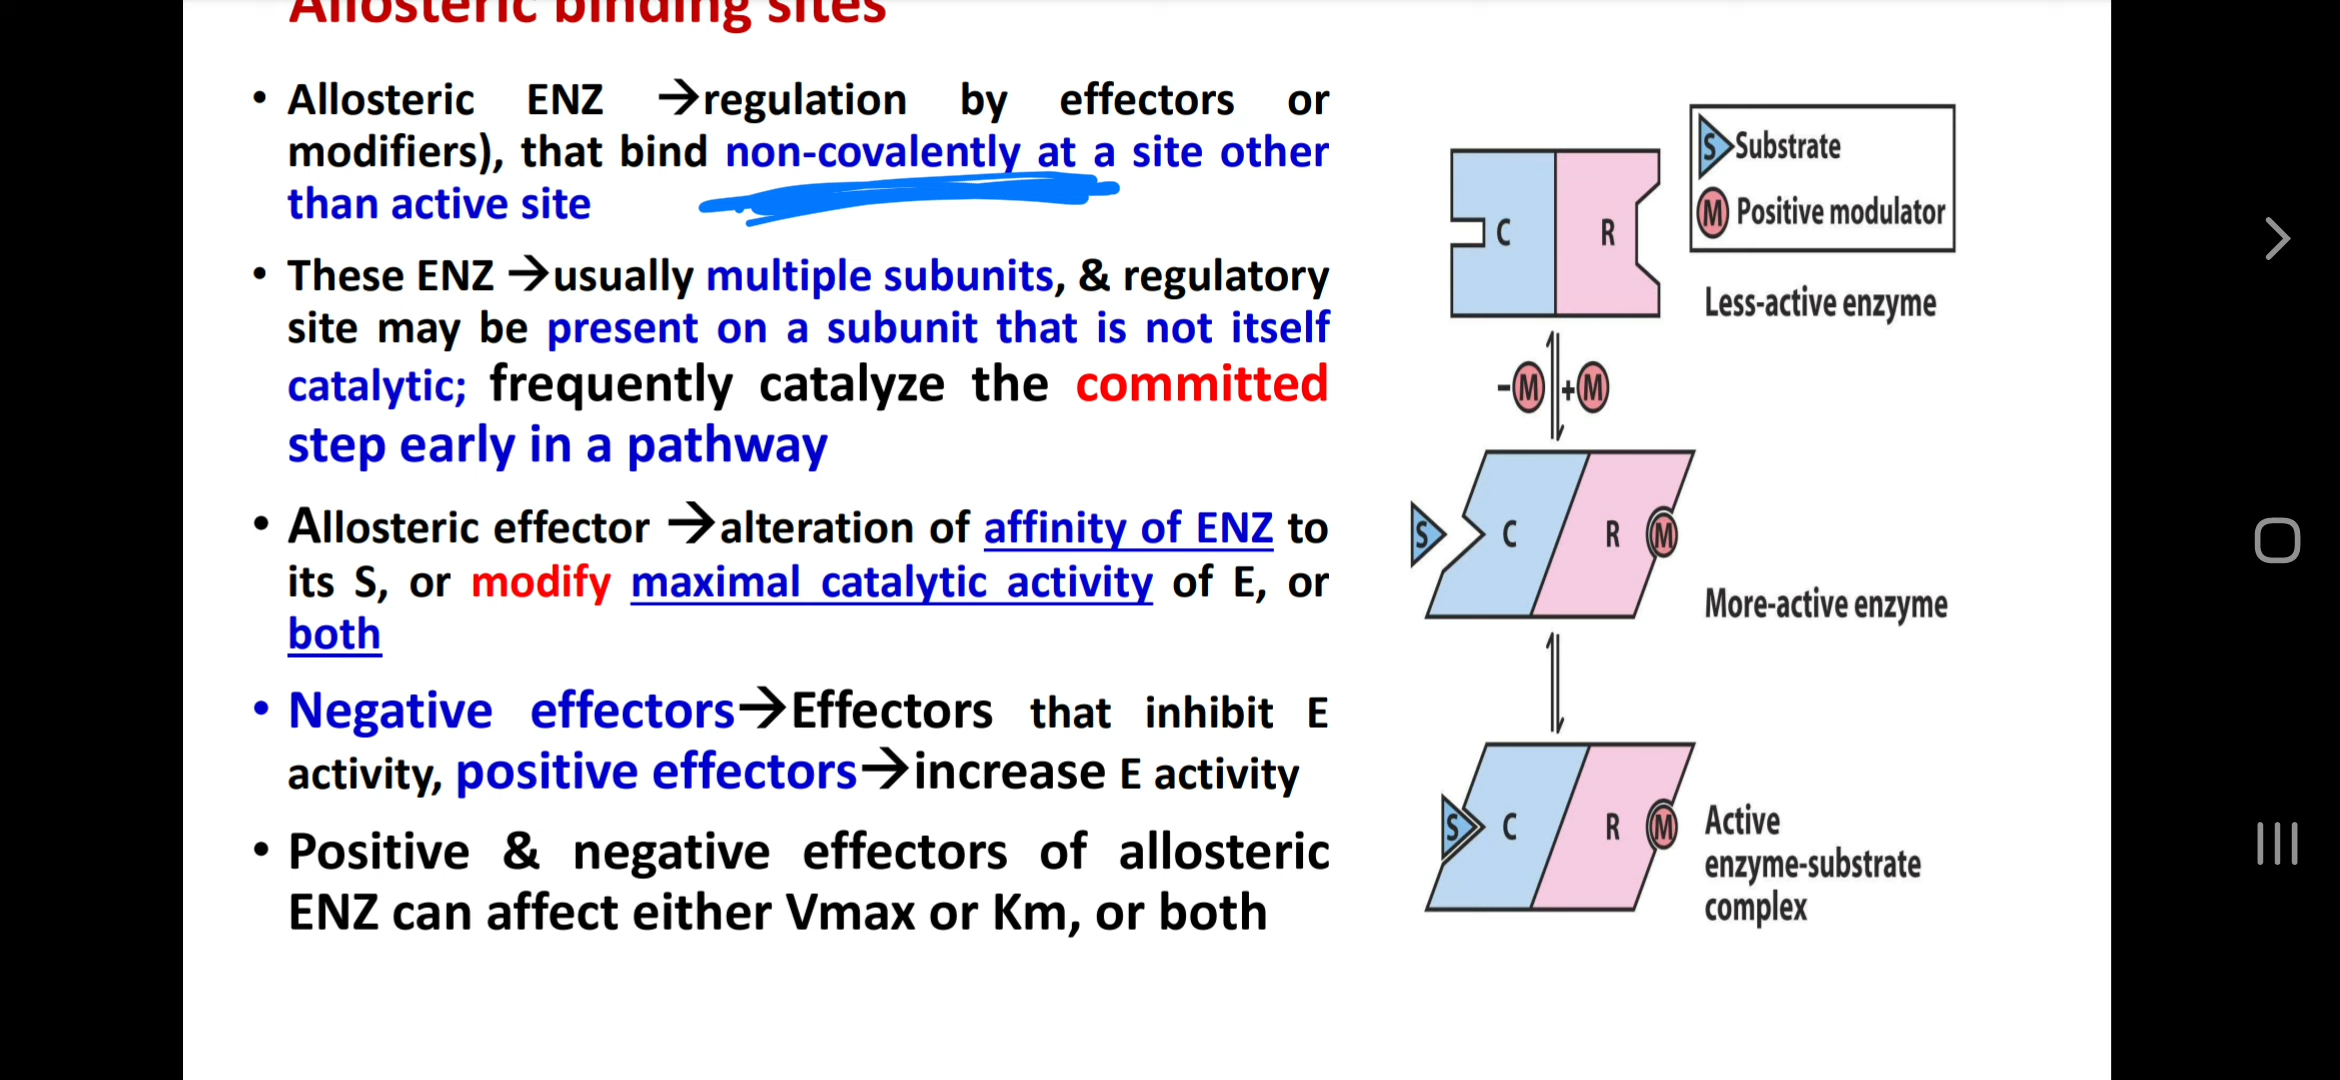 Allosteric binding sites
• Allosteric ENZ →regulation by effectors or
modifiers), that bind non-covalently at a site other
than active site
• These ENZ →usually multiple subunits, & regulatory
site may be present on a subunit that is not itself
catalytic; frequently catalyze the committed
step early in a pathway
• Allosteric effector →alteration of affinity of ENZ to
its S, or modify maximal catalytic activity of E, or
both
• Negative effectors→Effectors that inhibit E
activity, positive effectors→increase E activity
• Positive & negative effectors of allosteric
ENZ can affect either Vmax or Km, or both
S Substrate
M Positive modulator
C R
Less-active enzyme
-M +M
S C R M
More-active enzyme
S C R M
Active
enzyme-substrate
complex